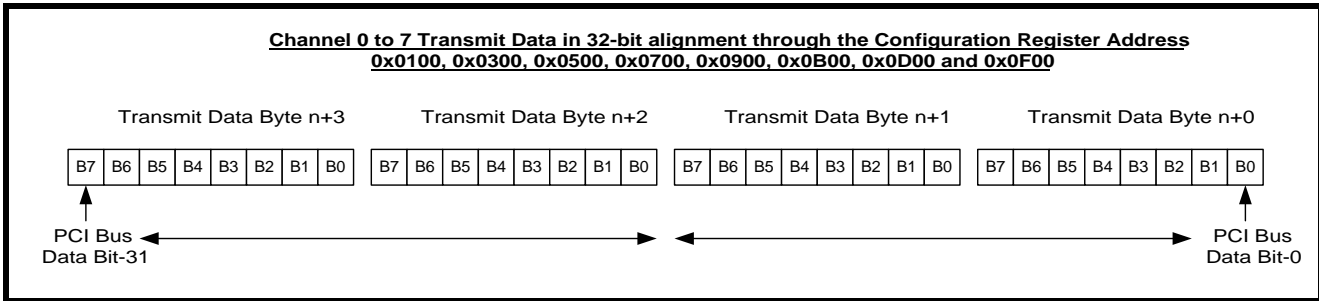 Channel 0 to 7 Transmit Data in 32-bit alignment through the Configuration Register Address
0x0100, 0x0300, 0x0500, 0x0700, 0x0900, 0x0B00, 0x0D00 and 0x0F00
Transmit Data Byte n+3 Transmit Data Byte n+2 Transmit Data Byte n+1 Transmit Data Byte n+0
B7 B6 B5 B4 B3 B2 B1 B0 B7 B6 B5 B4 B3 B2 B1 B0 B7 B6 B5 B4 B3 B2 B1 B0 B7 B6 B5 B4 B3 B2 B1 B0
PCI Bus PCI Bus
Data Bit-31 Data Bit-0